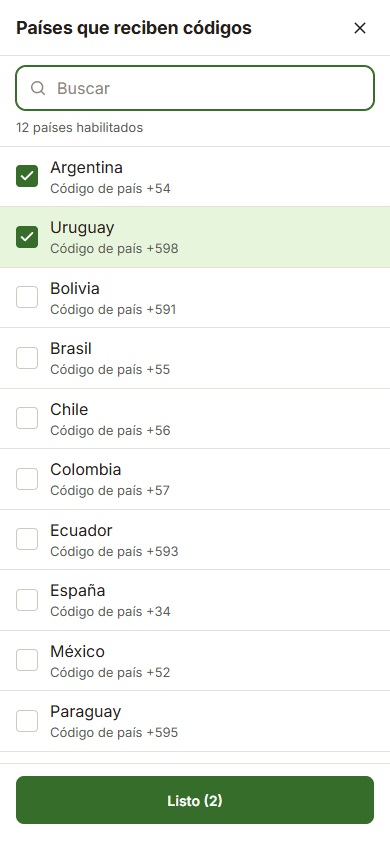 Países que reciben códigos
Buscar
12 países habilitados
Argentina
Código de país +54
Uruguay
Código de país +598
Bolivia
Código de país +591
Brasil
Código de país +55
Chile
Código de país +56
Colombia
Código de país +57
Ecuador
Código de país +593
España
Código de país +34
México
Código de país +52
Paraguay
Código de país +595
Listo (2)